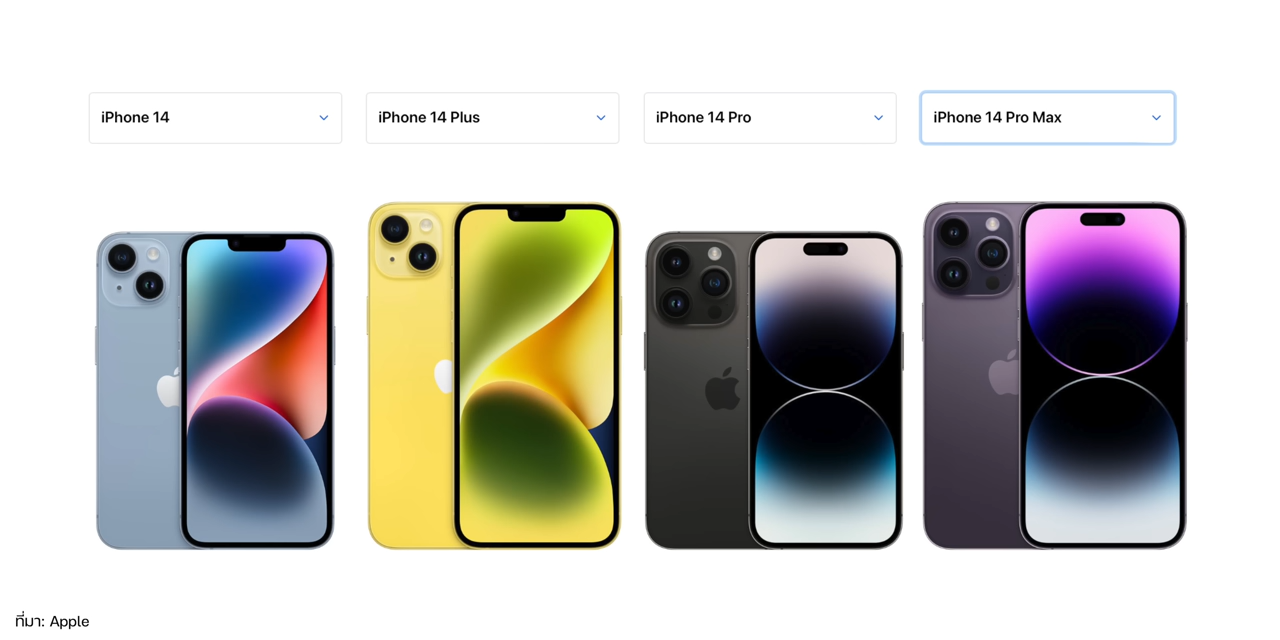 iPhone 14
iPhone 14 Plus
iPhone 14 Pro
iPhone 14 Pro Max
ที่มา: Apple